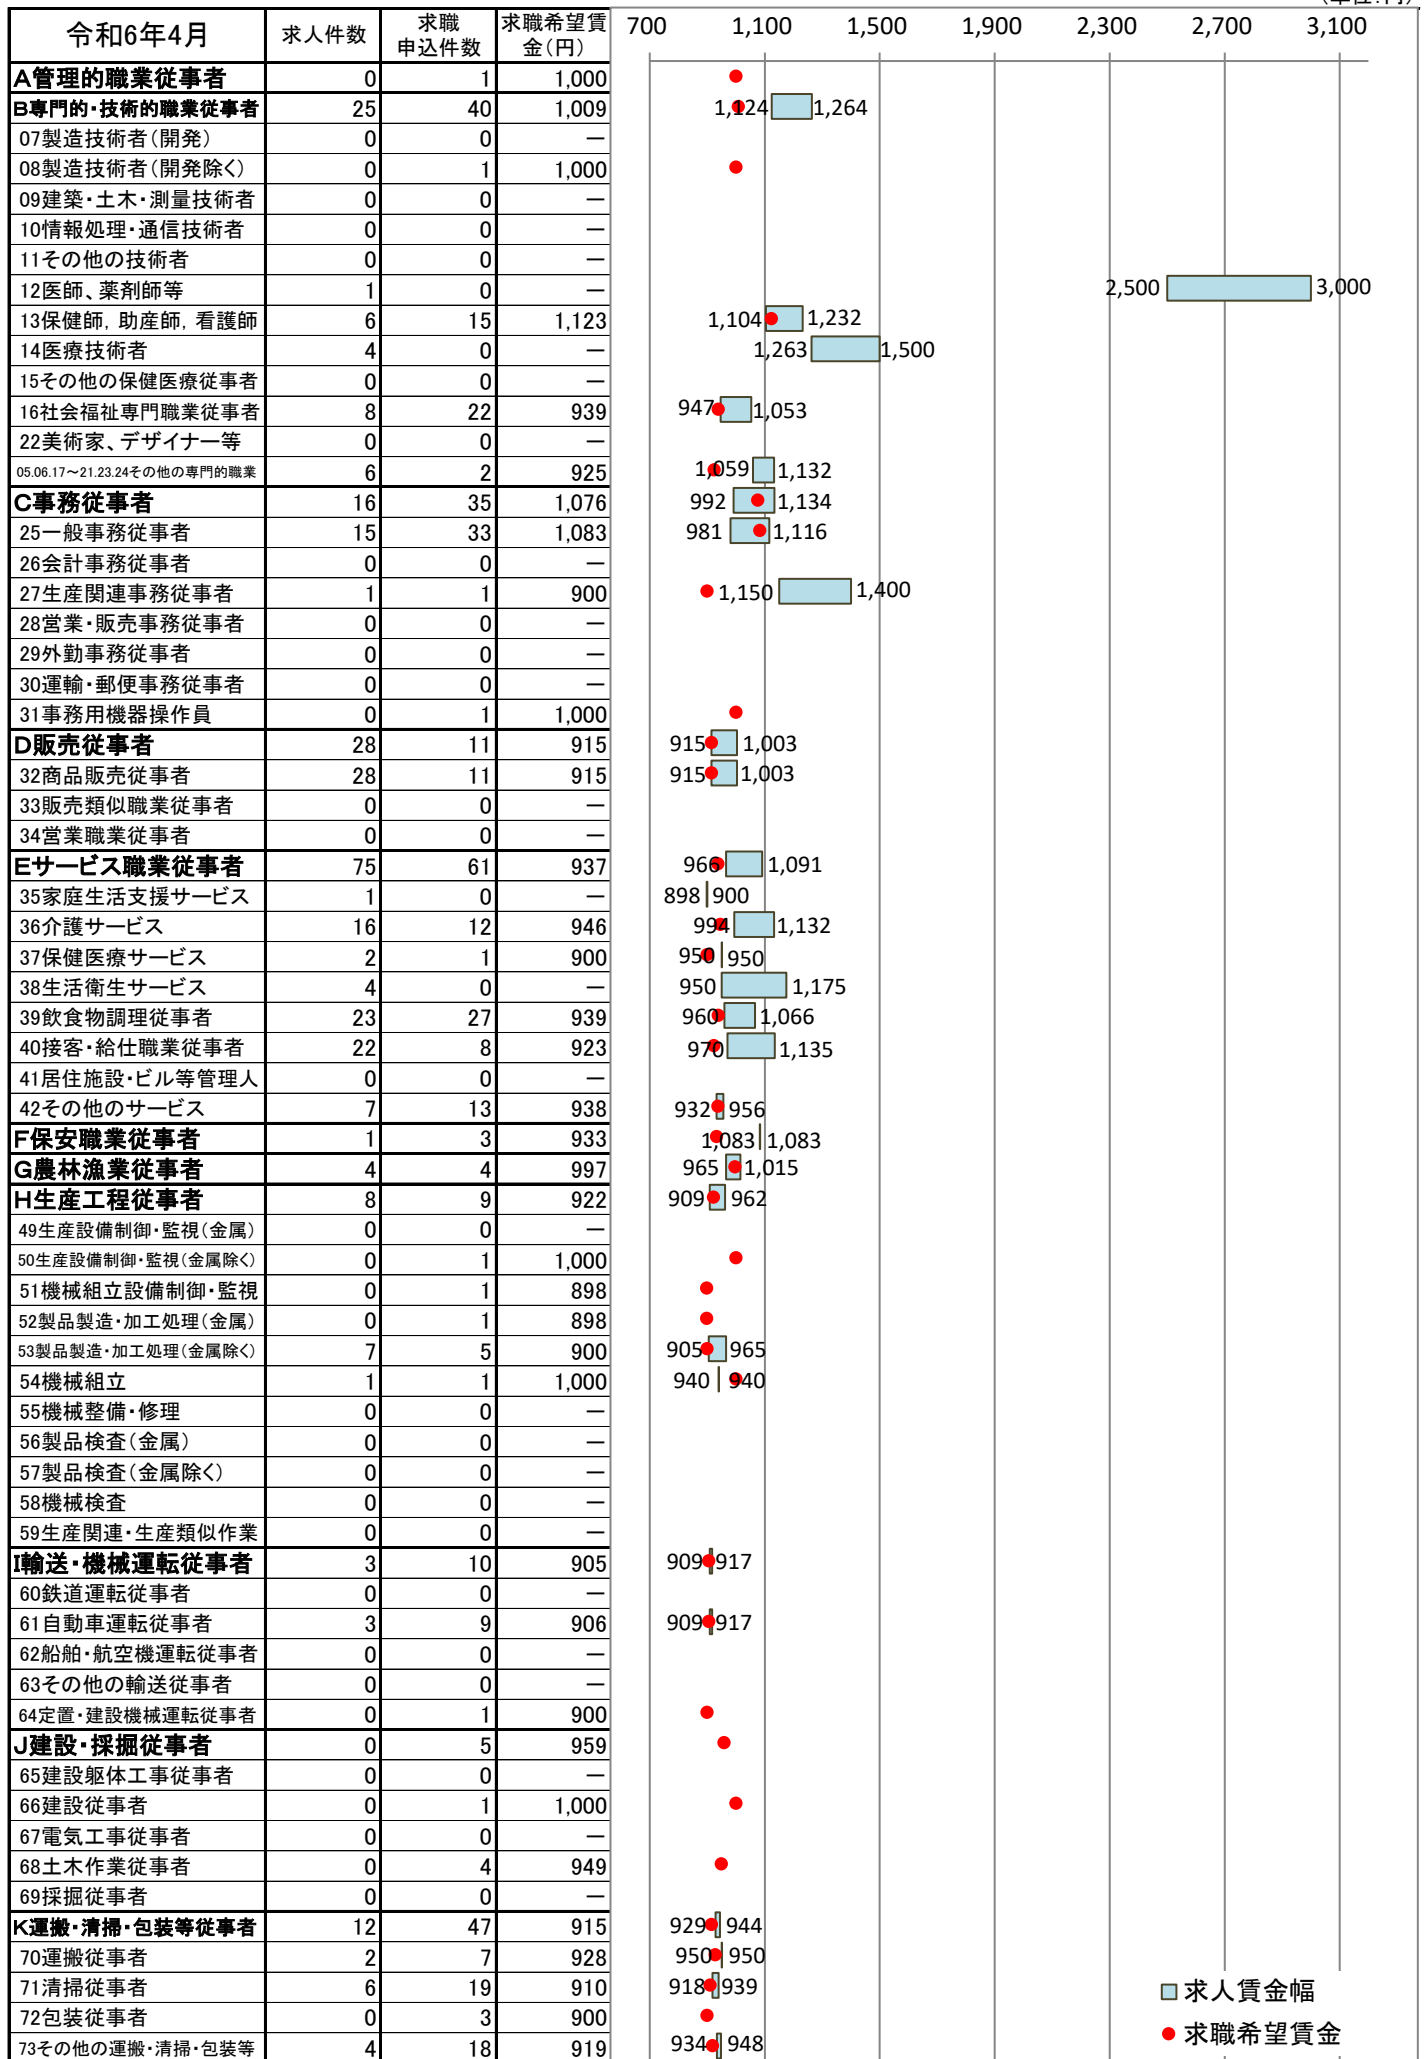 (単位:円)
令和6年4月 求人件数 求職申込件数 求職希望賃金(円) 700 1,100 1,500 1,900 2,300 2,700 3,100
A管理的職業従事者 0 1 1,000
B専門的・技術的職業従事者 25 40 1,009 1,124 1,264
07製造技術者(開発) 0 0 ―
08製造技術者(開発除く) 0 1 1,000
09建築・土木・測量技術者 0 0 ―
10情報処理・通信技術者 0 0 ―
11その他の技術者 0 0 ―
12医師、薬剤師等 1 0 ― 2,500 3,000
13保健師, 助産師, 看護師 6 15 1,123 1,104 1,232
14医療技術者 4 0 ― 1,263 1,500
15その他の保健医療従事者 0 0 ―
16社会福祉専門職業従事者 8 22 939 947 1,053
22美術家、デザイナー等 0 0 ―
05.06.17～21.23.24その他の専門的職業 6 2 925 1,059 1,132
C事務従事者 16 35 1,076 992 1,134
25一般事務従事者 15 33 1,083 981 1,116
26会計事務従事者 0 0 ―
27生産関連事務従事者 1 1 900 1,150 1,400
28営業・販売事務従事者 0 0 ―
29外勤事務従事者 0 0 ―
30運輸・郵便事務従事者 0 0 ―
31事務用機器操作員 0 1 1,000
D販売従事者 28 11 915 915 1,003
32商品販売従事者 28 11 915 915 1,003
33販売類似職業従事者 0 0 ―
34営業職業従事者 0 0 ―
Eサービス職業従事者 75 61 937 966 1,091
35家庭生活支援サービス 1 0 ― 898 900
36介護サービス 16 12 946 994 1,132
37保健医療サービス 2 1 900 950 950
38生活衛生サービス 4 0 ― 950 1,175
39飲食物調理従事者 23 27 939 960 1,066
40接客・給仕職業従事者 22 8 923 970 1,135
41居住施設・ビル等管理人 0 0 ―
42その他のサービス 7 13 938 932 956
F保安職業従事者 1 3 933 1,083 1,083
G農林漁業従事者 4 4 997 965 1,015
H生産工程従事者 8 9 922 909 962
49生産設備制御・監視(金属) 0 0 ―
50生産設備制御・監視(金属除く) 0 1 1,000
51機械組立設備制御・監視 0 1 898
52製品製造・加工処理(金属) 0 1 898
53製品製造・加工処理(金属除く) 7 5 900 905 965
54機械組立 1 1 1,000 940 940
55機械整備・修理 0 0 ―
56製品検査(金属) 0 0 ―
57製品検査(金属除く) 0 0 ―
58機械検査 0 0 ―
59生産関連・生産類似作業 0 0 ―
I輸送・機械運転従事者 3 10 905 909 917
60鉄道運転従事者 0 0 ―
61自動車運転従事者 3 9 906 909 917
62船舶・航空機運転従事者 0 0 ―
63その他の輸送従事者 0 0 ―
64定置・建設機械運転従事者 0 1 900
J建設・採掘従事者 0 5 959
65建設躯体工事従事者 0 0 ―
66建設従事者 0 1 1,000
67電気工事従事者 0 0 ―
68土木作業従事者 0 4 949
69採掘従事者 0 0 ―
K運搬・清掃・包装等従事者 12 47 915 929 944
70運搬従事者 2 7 928 950 950
71清掃従事者 6 19 910 918 939
72包装従事者 0 3 900
73その他の運搬・清掃・包装等 4 18 919 934 948
求人賃金幅
求職希望賃金